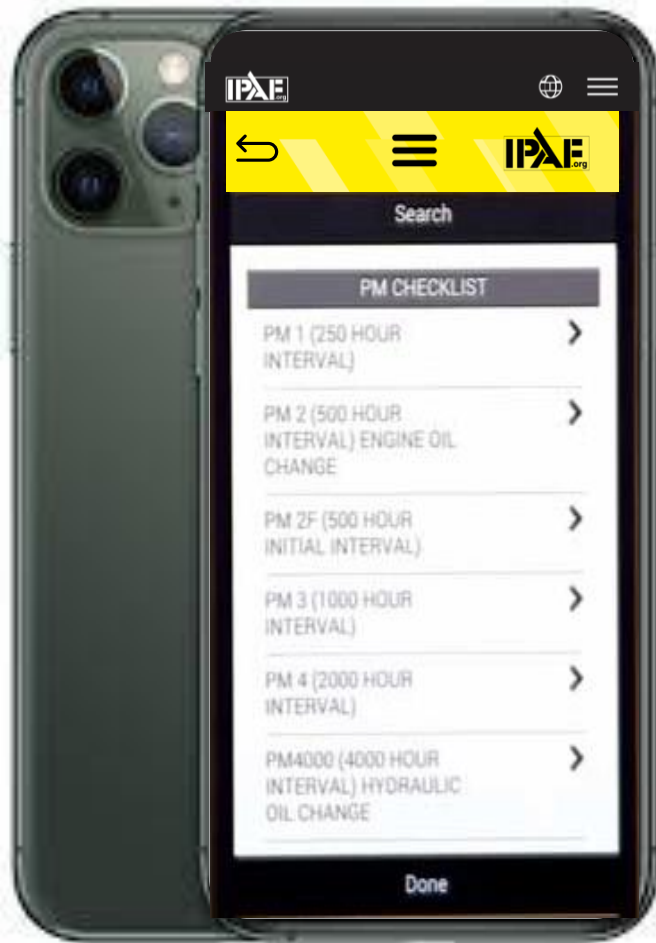 IPAF
.org
IPAF
.org
Search
PM CHECKLIST
PM 1 (250 HOUR
INTERVAL)
PM 2 (500 HOUR
INTERVAL) ENGINE OIL
CHANGE
PM 2F (500 HOUR
INITIAL INTERVAL)
PM 3 (1000 HOUR
INTERVAL)
PM 4 (2000 HOUR
INTERVAL)
PM4000 (4000 HOUR
INTERVAL) HYDRAULIC
OIL CHANGE
Done